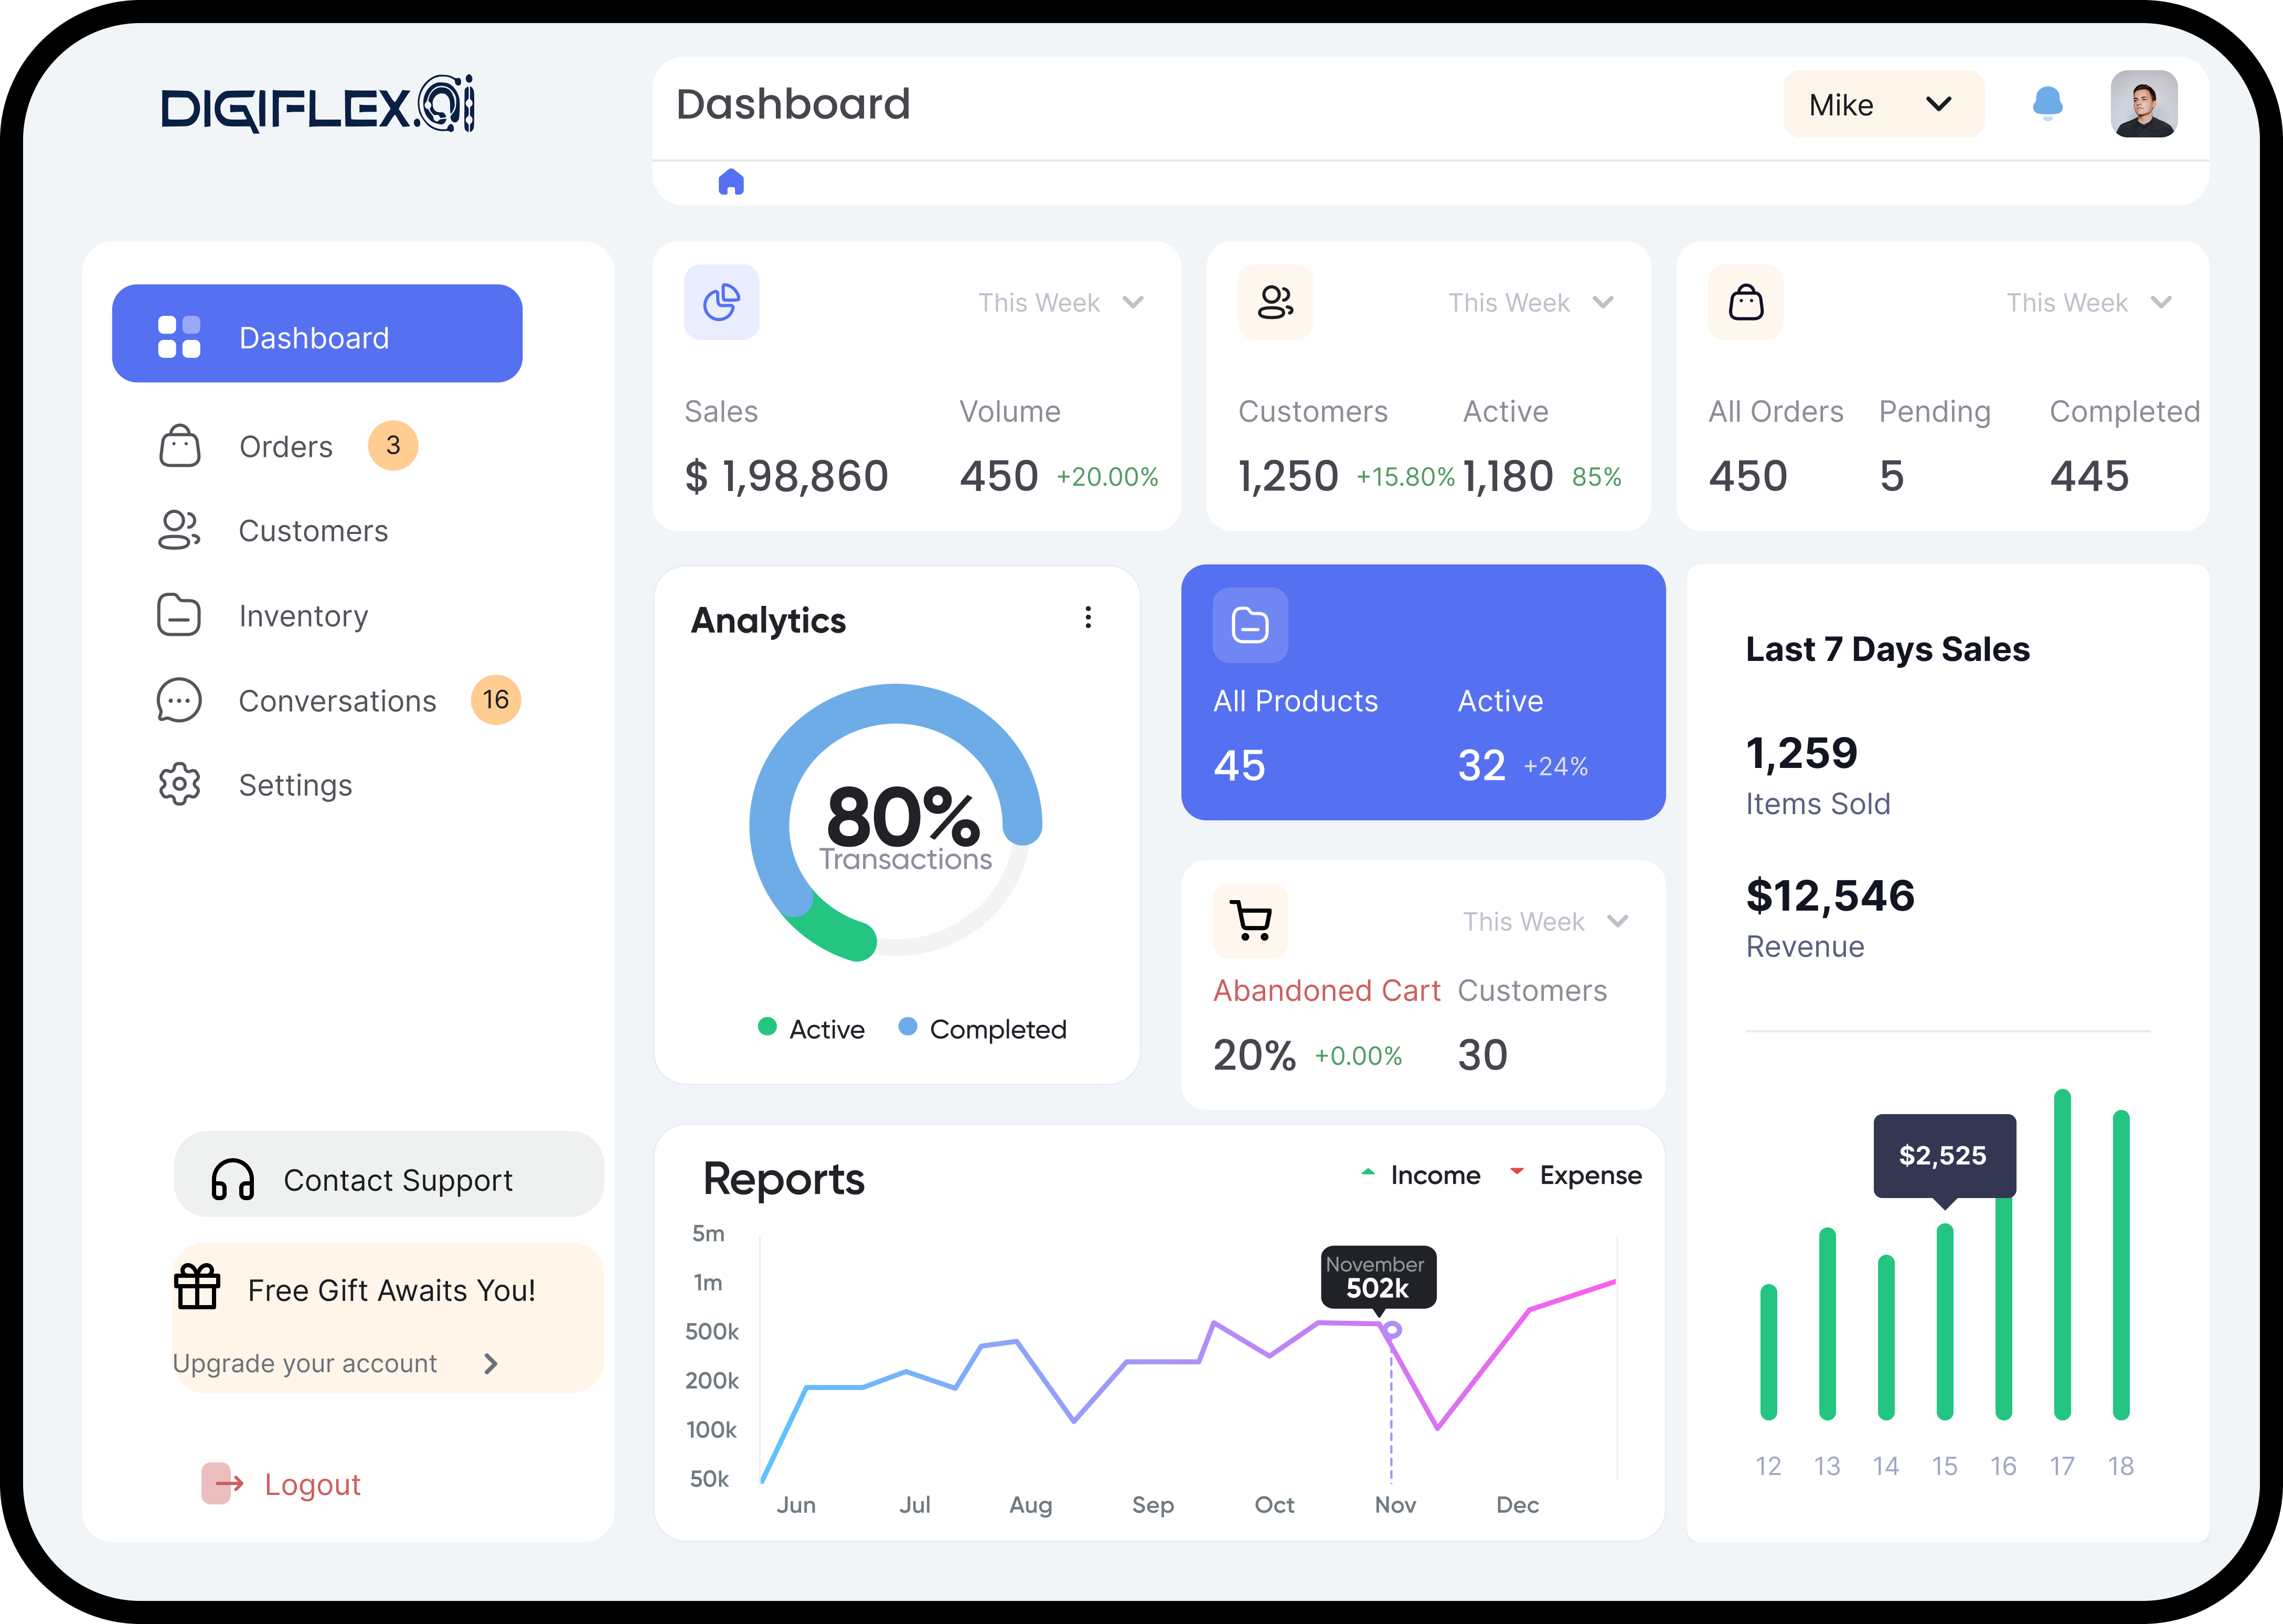 DIGIFLEX.ai
Dashboard
Mike
Dashboard
Orders 3
Customers
Inventory
Conversations 16
Settings
Contact Support
Free Gift Awaits You!
Upgrade your account
Logout
This Week
Sales Volume
$ 1,98,860 450 +20.00%
This Week
Customers Active
1,250 +15.80% 1,180 85%
This Week
All Orders Pending Completed
450 5 445
Analytics
80%
Transactions
Active Completed
All Products Active
45 32 +24%
This Week
Abandoned Cart Customers
20% +0.00% 30
Last 7 Days Sales
1,259
Items Sold
$12,546
Revenue
$2,525
12 13 14 15 16 17 18
Reports
Income Expense
5m
1m
500k
200k
100k
50k
November
502k
Jun Jul Aug Sep Oct Nov Dec